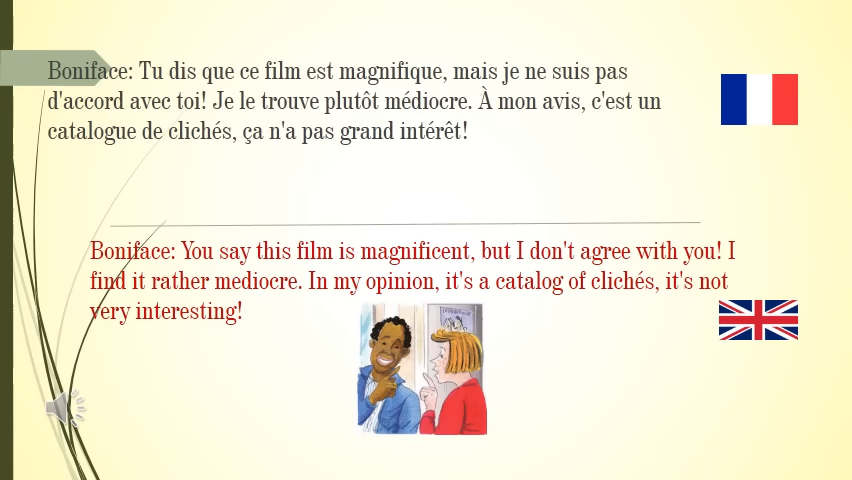 Boniface: Tu dis que ce film est magnifique, mais je ne suis pas
d'accord avec toi! Je le trouve plutôt médiocre. À mon avis, c'est un
catalogue de clichés, ça n'a pas grand intérêt!
Boniface: You say this film is magnificent, but I don't agree with you! I
find it rather mediocre. In my opinion, it's a catalog of clichés, it's not
very interesting!